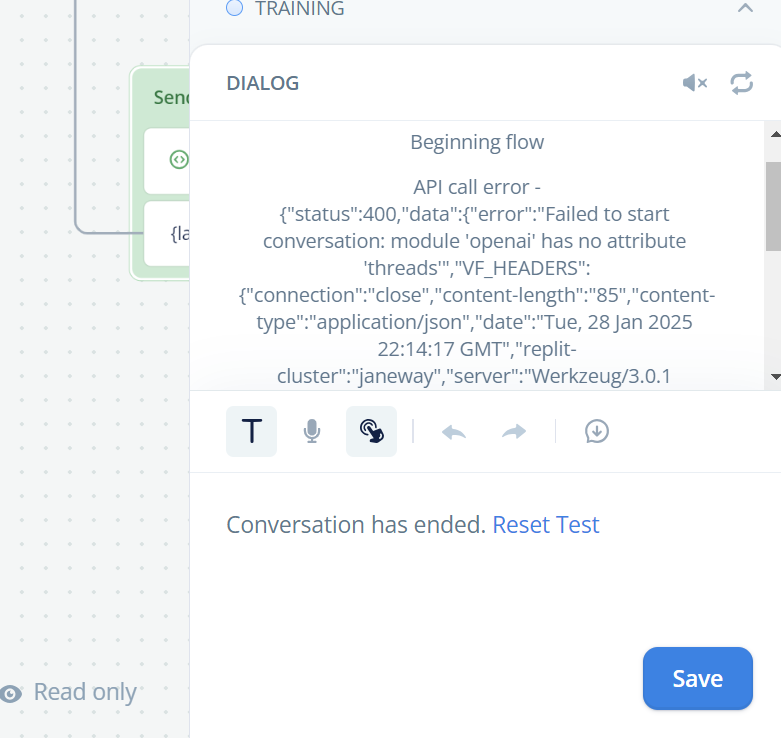 TRAINING
DIALOG
Beginning flow
API call error -
{"status":400,"data":{"error":"Failed to start
conversation: module 'openai' has no attribute
'threads'","VF_HEADERS":
{"connection":"close","content-length":"85","content-
type":"application/json","date":"Tue, 28 Jan 2025
22:14:17 GMT","replit-
cluster":"janeway","server":"Werkzeug/3.0.1
Send
{la
T
Conversation has ended. Reset Test
Save
Read only